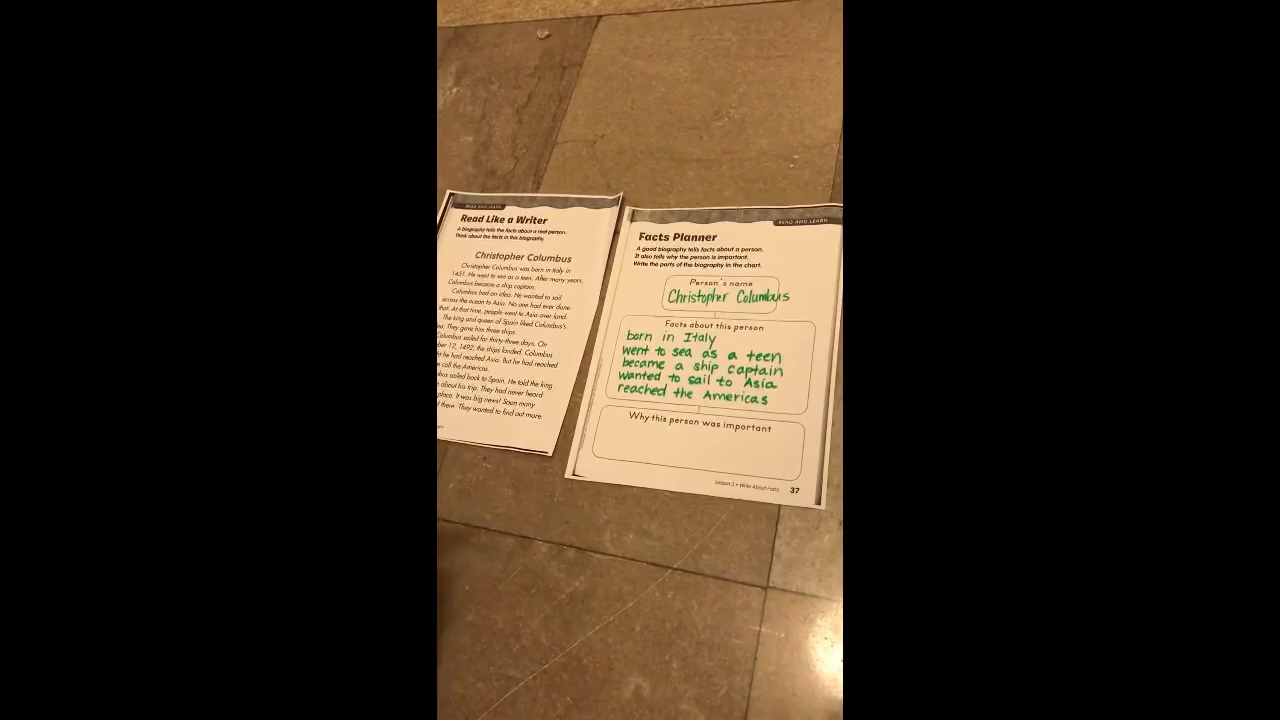 READ AND LEARN
Read Like a Writer
A biography tells the facts about a real person.
Think about the facts in this biography.
Christopher Columbus
Christopher Columbus was born in Italy in
1451. He went to sea as a teen. After many years,
Columbus became a ship captain.
Columbus had an idea. He wanted to sail
across the ocean to Asia. No one had ever done
that. At that time, people went to Asia over land.
The king and queen of Spain liked Columbus's
They gave him three ships.
Columbus sailed for thirty-three days. On
12, 1492, the ships landed. Columbus
he had reached Asia. But he had reached
call the Americas.
sailed back to Spain. He told the king
about his trip. They had never heard
place. It was big news! Soon many
there. They wanted to find out more.
READ AND LEARN
Facts Planner
A good biography tells facts about a person.
It also tells why the person is important.
Write the parts of the biography in the chart.
Person's name
Christopher Columbus
Facts about this person
born in Italy
went to sea as a teen
became a ship captain
wanted to sail to Asia
reached the Americas
Why this person was important
Write About Facts 37